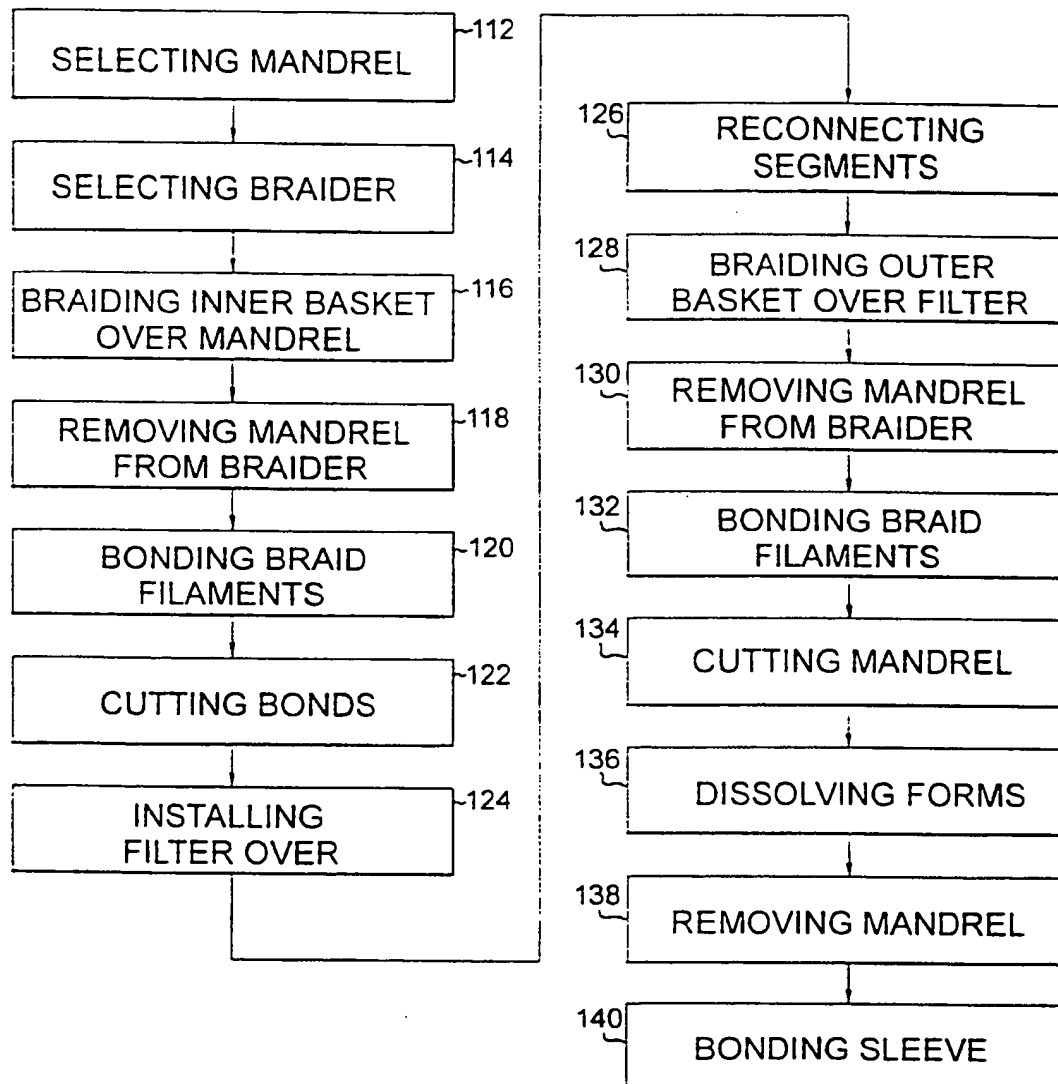 112
SELECTING MANDREL
114
SELECTING BRAIDER
116
BRAIDING INNER BASKET
OVER MANDREL
118
REMOVING MANDREL
FROM BRAIDER
120
BONDING BRAID
FILAMENTS
122
CUTTING BONDS
124
INSTALLING
FILTER OVER
126
RECONNECTING
SEGMENTS
128
BRAIDING OUTER
BASKET OVER FILTER
130
REMOVING MANDREL
FROM BRAIDER
132
BONDING BRAID
FILAMENTS
134
CUTTING MANDREL
136
DISSOLVING FORMS
138
REMOVING MANDREL
140
BONDING SLEEVE